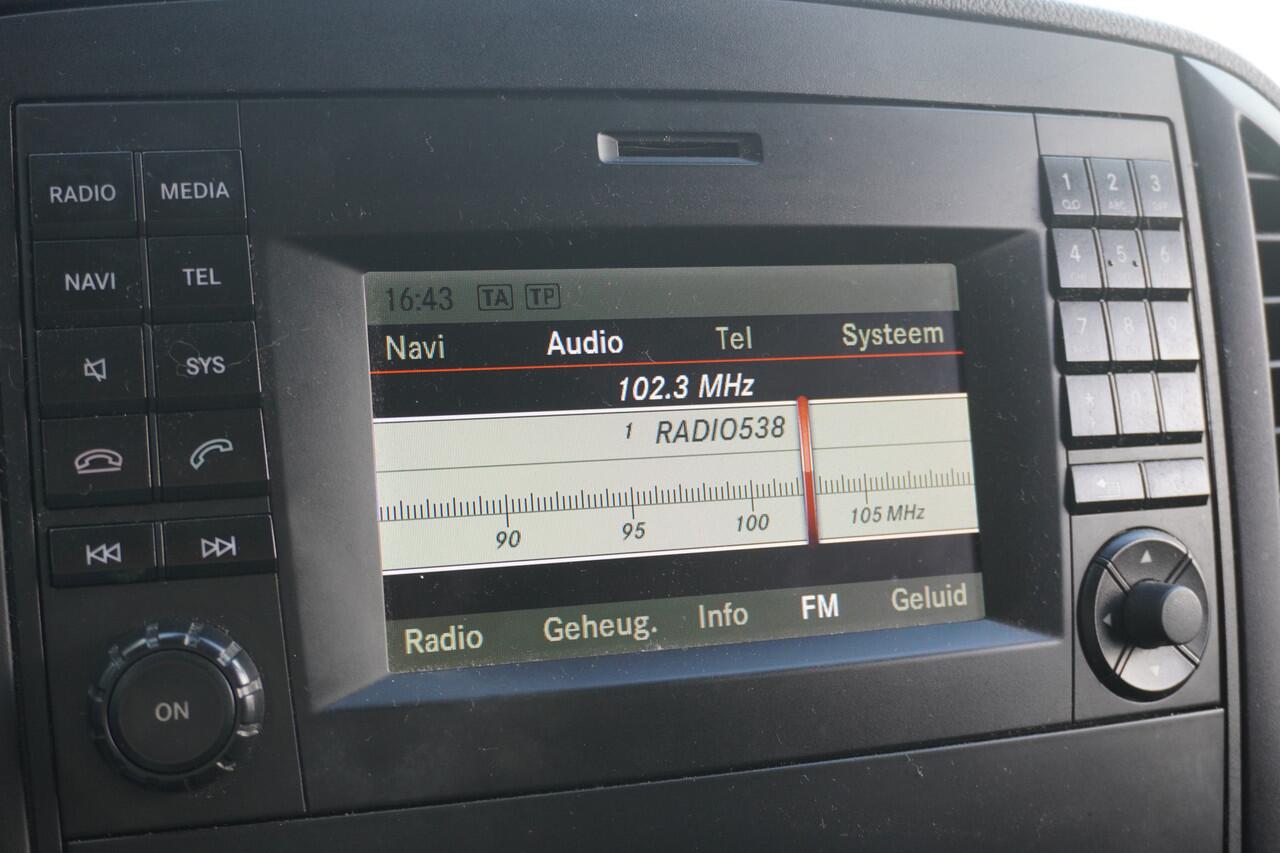 RADIO MEDIA
NAVI TEL
SYS
ON
16:43 TA TP
Navi Audio Tel Systeem
102.3 MHz
1 RADIO538
90 95 100 105 MHz
Radio Geheug. Info FM Geluid
1 2 3
4 5 6
7 8 9